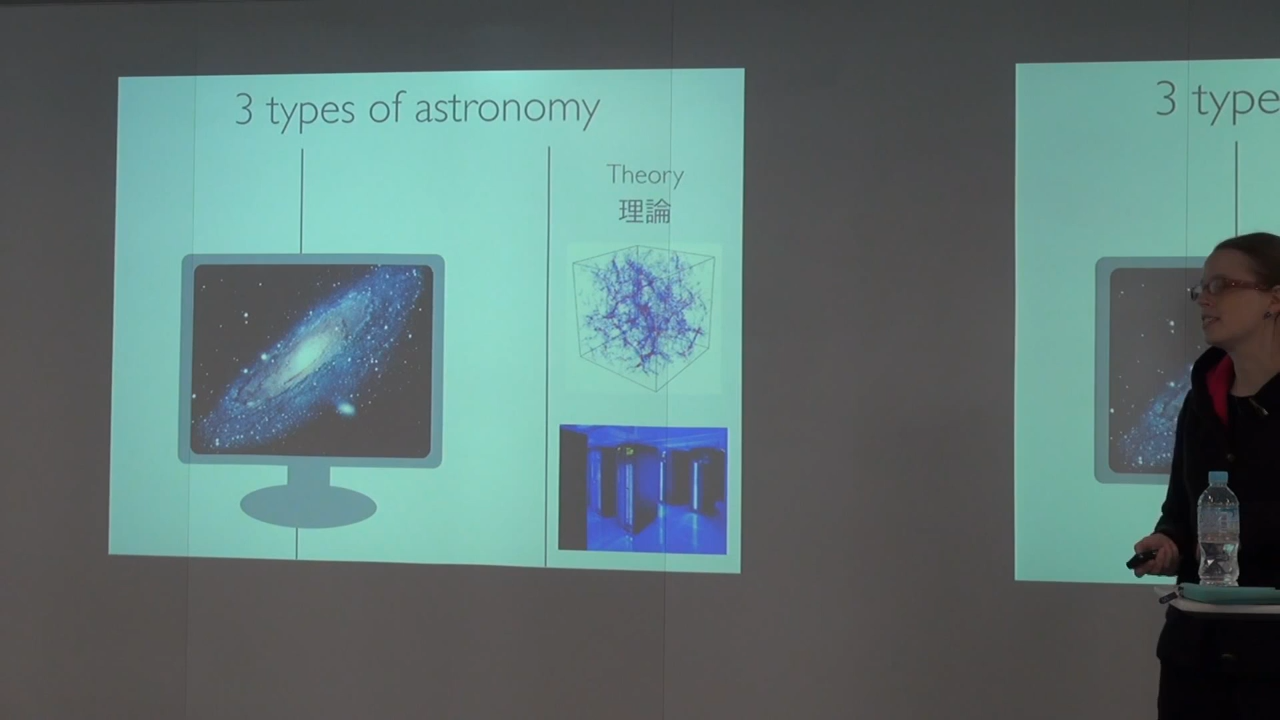 3 types of astronomy
Theory
理論
3 type